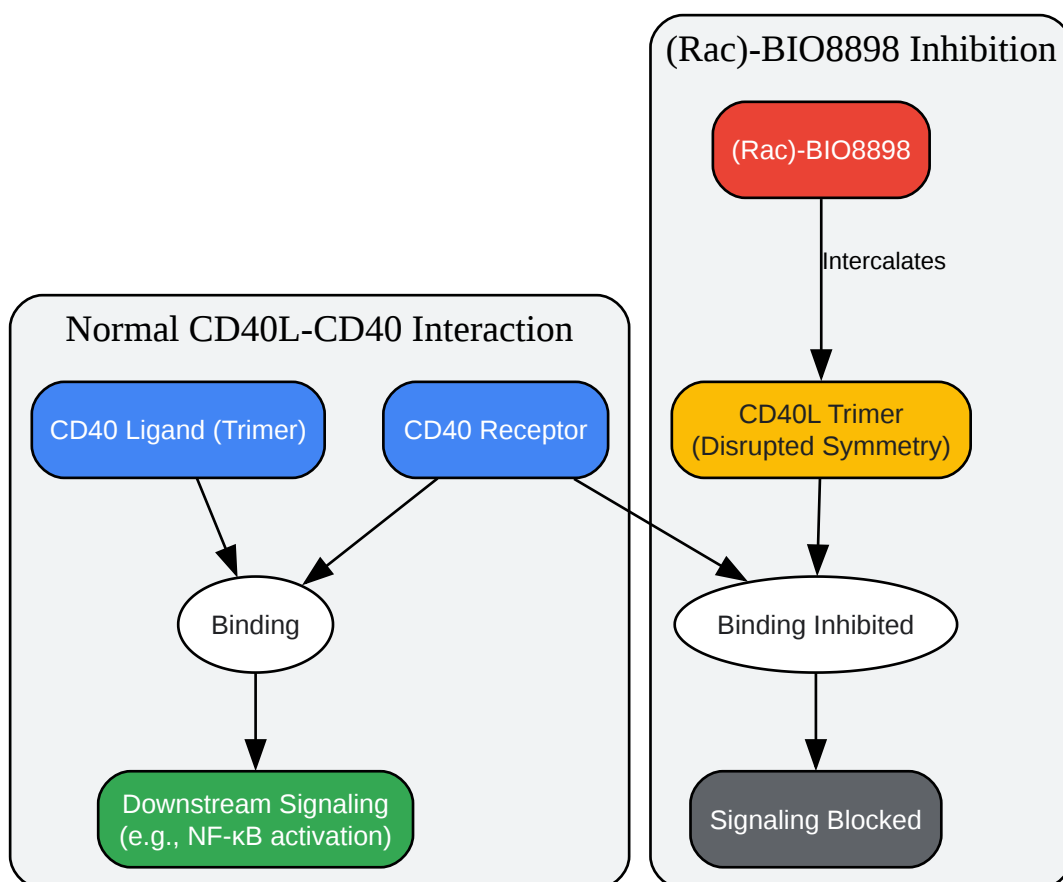 (Rac)-BIO8898 Inhibition
(Rac)-BIO8898
Intercalates
Normal CD40L-CD40 Interaction
CD40 Ligand (Trimer)
CD40 Receptor
CD40L Trimer
(Disrupted Symmetry)
Binding
Binding Inhibited
Downstream Signaling
(e.g., NF-κB activation)
Signaling Blocked